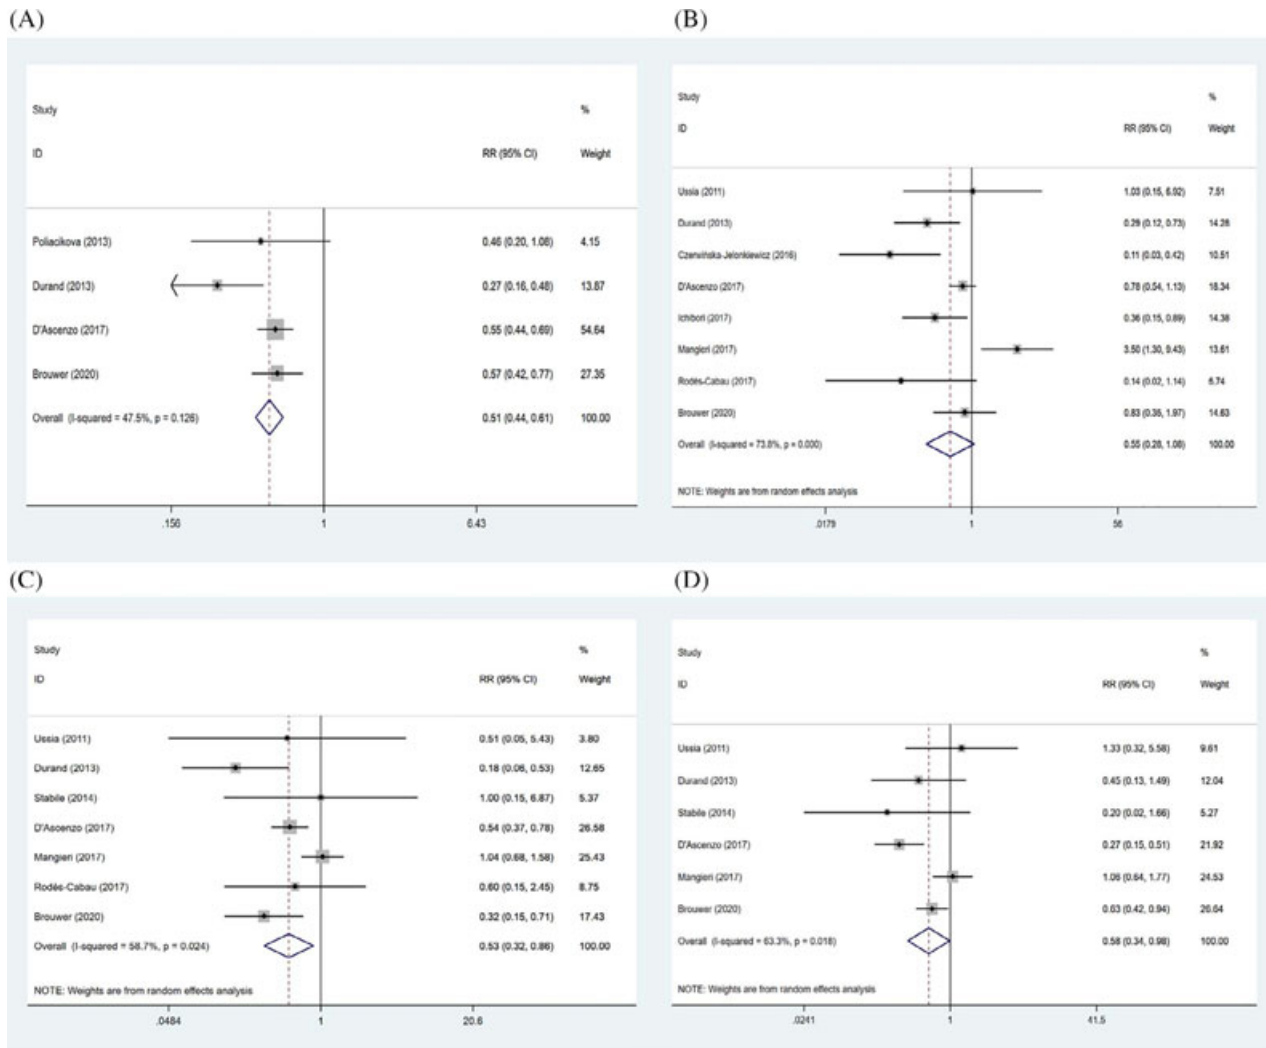 (A)
Study %
ID RR (95% CI) Weight
Poliacikova (2013) 0.46 (0.20, 1.08) 4.15
Durand (2013) 0.27 (0.16, 0.48) 13.87
D'Ascenzo (2017) 0.55 (0.44, 0.69) 54.64
Brouwer (2020) 0.57 (0.42, 0.77) 27.35
Overall (I-squared = 47.5%, p = 0.126) 0.51 (0.44, 0.61) 100.00
.156 1 6.43
(B)
Study %
ID RR (95% CI) Weight
Ussia (2011) 1.03 (0.15, 6.92) 7.51
Durand (2013) 0.29 (0.12, 0.73) 14.28
Czerwińska-Jelonkiewicz (2016) 0.11 (0.03, 0.42) 10.51
D'Ascenzo (2017) 0.78 (0.54, 1.13) 18.34
Ichibori (2017) 0.36 (0.15, 0.89) 14.38
Mangieri (2017) 3.50 (1.30, 9.43) 13.61
Rodés-Cabau (2017) 0.14 (0.02, 1.14) 6.74
Brouwer (2020) 0.83 (0.35, 1.97) 14.63
Overall (I-squared = 73.8%, p = 0.000) 0.55 (0.28, 1.08) 100.00
NOTE: Weights are from random effects analysis
.0179 1 56
(C)
Study %
ID RR (95% CI) Weight
Ussia (2011) 0.51 (0.05, 5.43) 3.80
Durand (2013) 0.18 (0.06, 0.53) 12.65
Stabile (2014) 1.00 (0.15, 6.87) 5.37
D'Ascenzo (2017) 0.54 (0.37, 0.78) 26.58
Mangieri (2017) 1.04 (0.68, 1.58) 25.43
Rodés-Cabau (2017) 0.60 (0.15, 2.45) 8.75
Brouwer (2020) 0.32 (0.15, 0.71) 17.43
Overall (I-squared = 58.7%, p = 0.024) 0.53 (0.32, 0.86) 100.00
NOTE: Weights are from random effects analysis
.0484 1 20.6
(D)
Study %
ID RR (95% CI) Weight
Ussia (2011) 1.33 (0.32, 5.58) 9.61
Durand (2013) 0.45 (0.13, 1.49) 12.04
Stabile (2014) 0.20 (0.02, 1.66) 5.27
D'Ascenzo (2017) 0.27 (0.15, 0.51) 21.92
Mangieri (2017) 1.06 (0.64, 1.77) 24.53
Brouwer (2020) 0.63 (0.42, 0.94) 26.64
Overall (I-squared = 63.3%, p = 0.018) 0.58 (0.34, 0.98) 100.00
NOTE: Weights are from random effects analysis
.0241 1 41.5